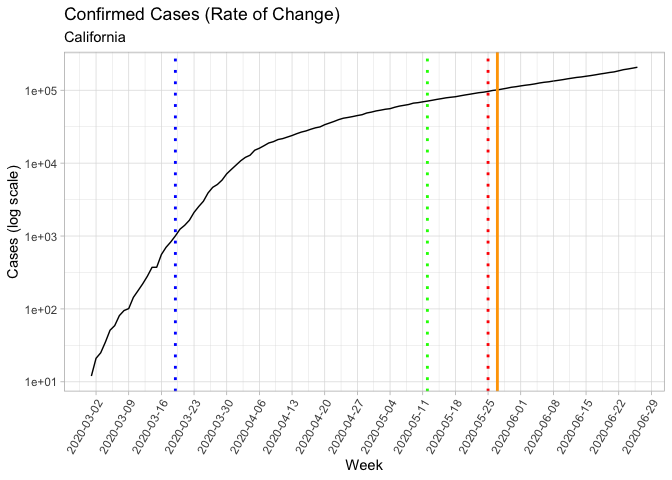 Confirmed Cases (Rate of Change)
California
Cases (log scale)
1e+05
1e+04
1e+03
1e+02
1e+01
2020-03-02
2020-03-09
2020-03-16
2020-03-23
2020-03-30
2020-04-06
2020-04-13
2020-04-20
2020-04-27
2020-05-04
2020-05-11
2020-05-18
2020-05-25
2020-06-01
2020-06-08
2020-06-15
2020-06-22
2020-06-29
Week